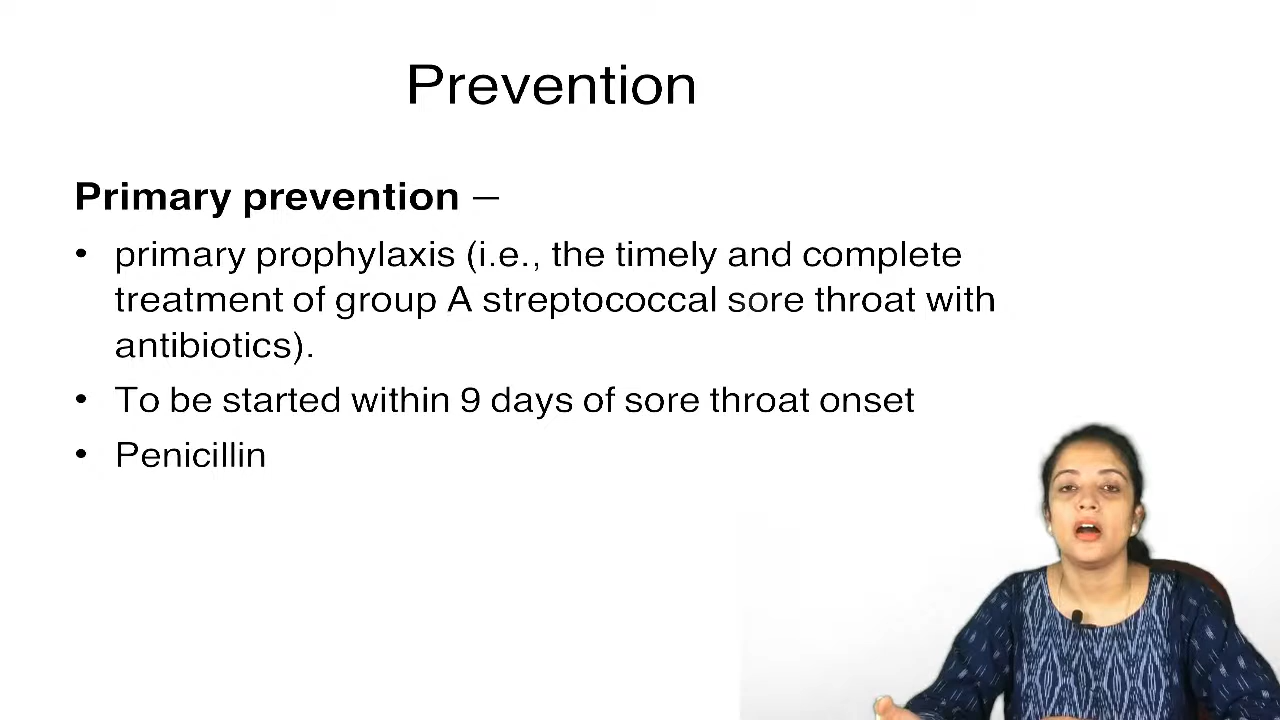 Prevention
Primary prevention —
• primary prophylaxis (i.e., the timely and complete
treatment of group A streptococcal sore throat with
antibiotics).
• To be started within 9 days of sore throat onset
• Penicillin